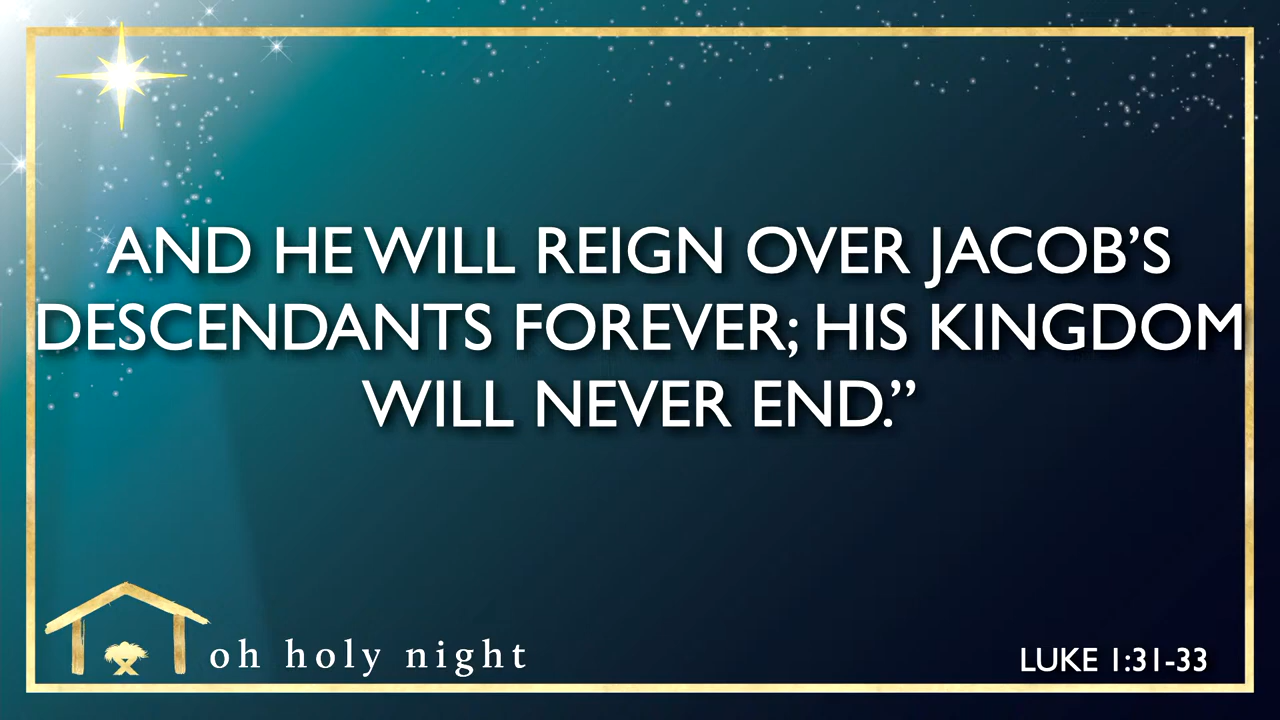 AND HE WILL REIGN OVER JACOB’S
DESCENDANTS FOREVER; HIS KINGDOM
WILL NEVER END.”
oh holy night
LUKE 1:31-33